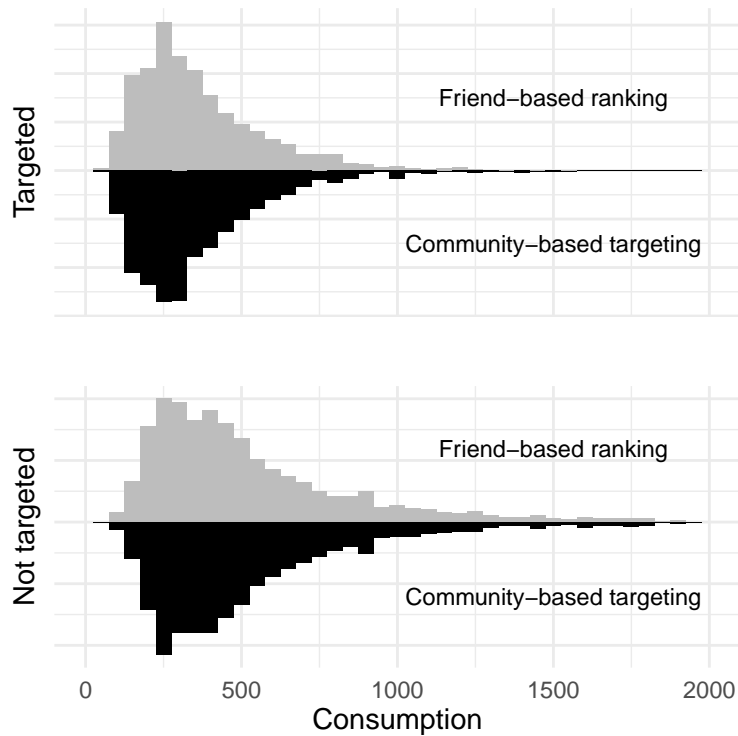 Targeted
Friend−based ranking
Community−based targeting
Not targeted
Friend−based ranking
Community−based targeting
0 500 1000 1500 2000
Consumption